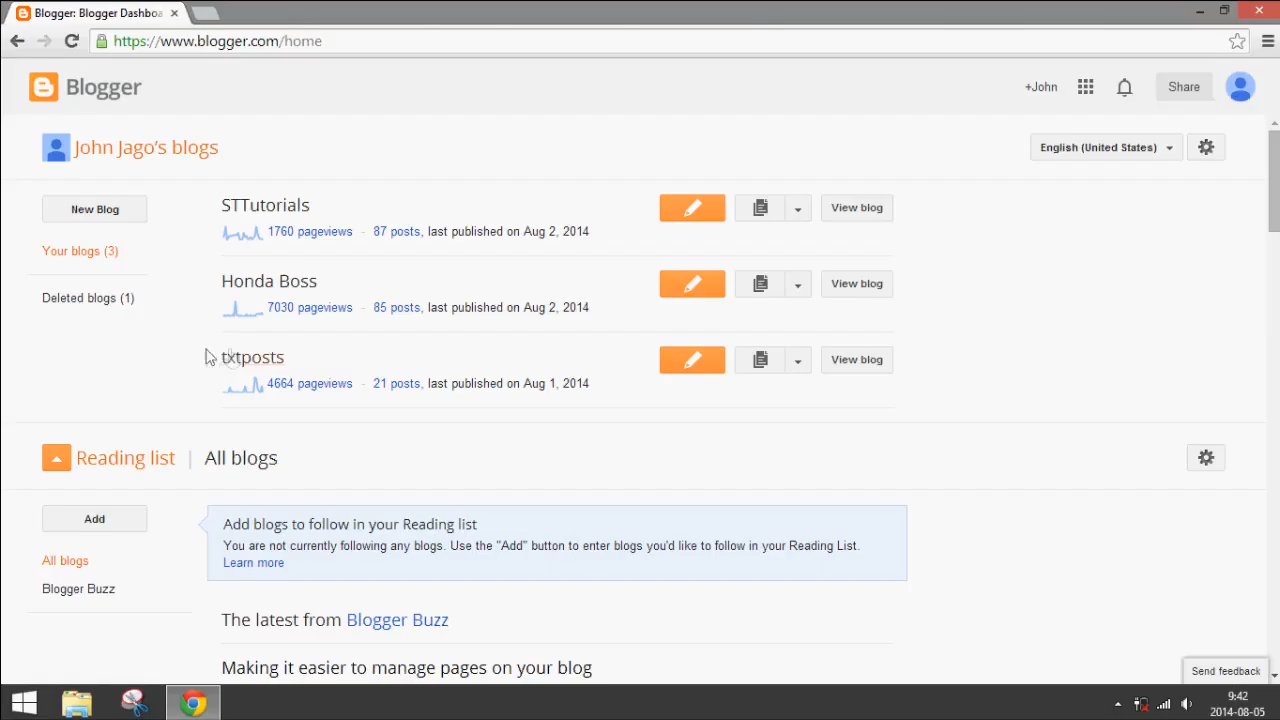 Blogger: Blogger Dashboa
https://www.blogger.com/home
Blogger
+John
Share
John Jago's blogs
English (United States)
New Blog
Your blogs (3)
Deleted blogs (1)
STTutorials
1760 pageviews - 87 posts, last published on Aug 2, 2014
View blog
Honda Boss
7030 pageviews - 85 posts, last published on Aug 2, 2014
View blog
txtposts
4664 pageviews - 21 posts, last published on Aug 1, 2014
View blog
Reading list | All blogs
Add
All blogs
Blogger Buzz
Add blogs to follow in your Reading list
You are not currently following any blogs. Use the "Add" button to enter blogs you'd like to follow in your Reading List.
Learn more
The latest from Blogger Buzz
Making it easier to manage pages on your blog
Send feedback
9:42
2014-08-05